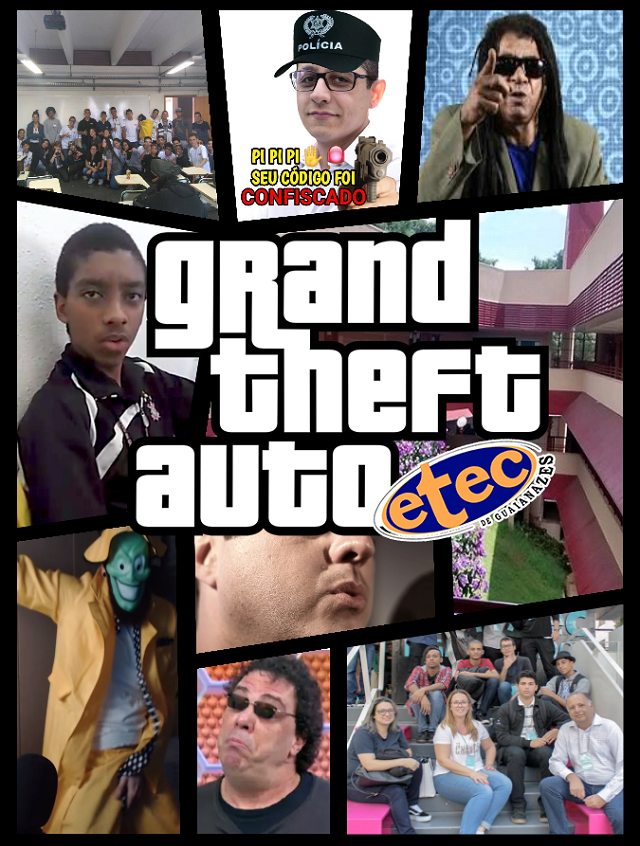 POLÍCIA
PI PI PI ✋🚨
SEU CÓDIGO FOI
CONFISCADO
grand
theft
auto
etec
DE GUAIANAZES